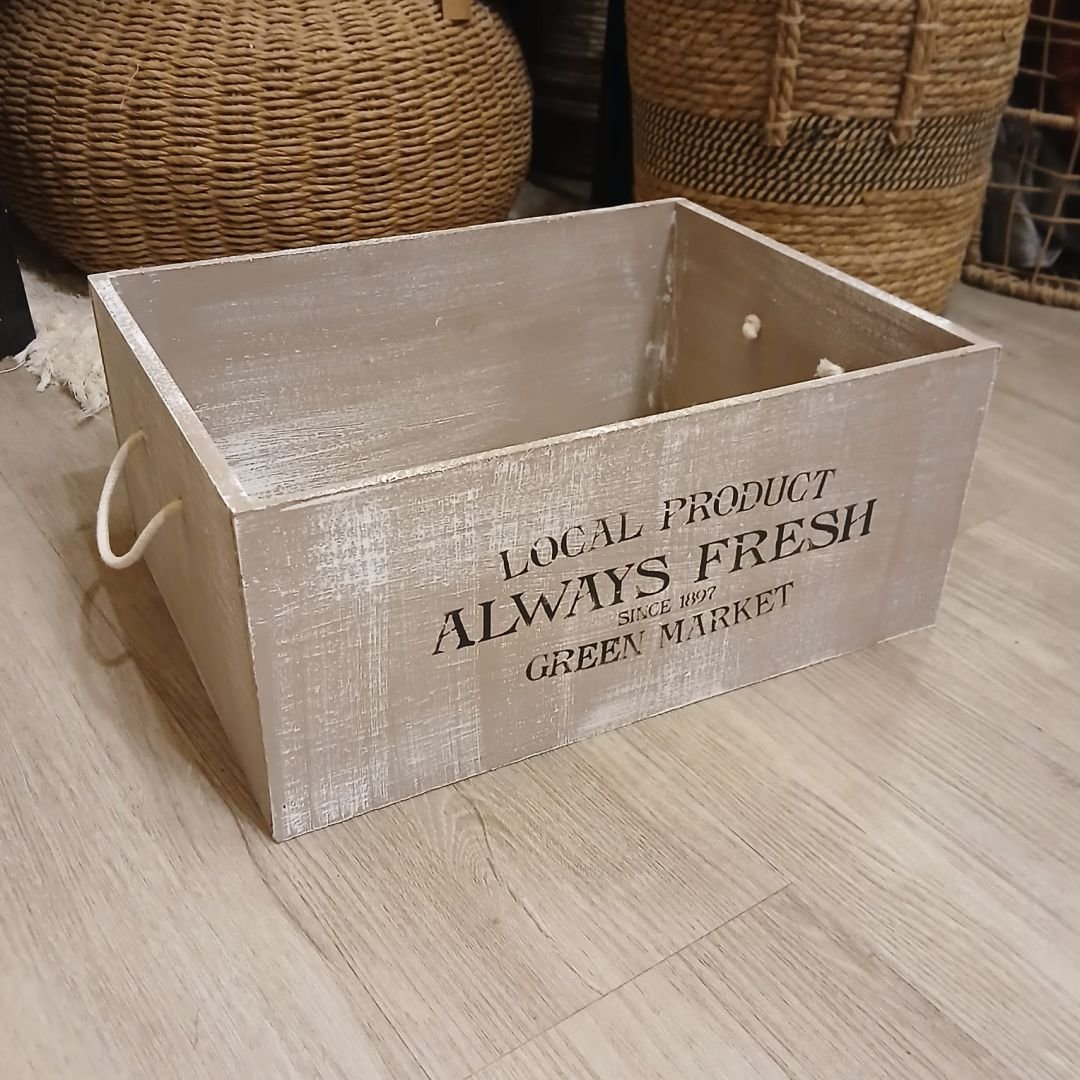 LOCAL PRODUCT
ALWAYS FRESH
SINCE 1897
GREEN MARKET